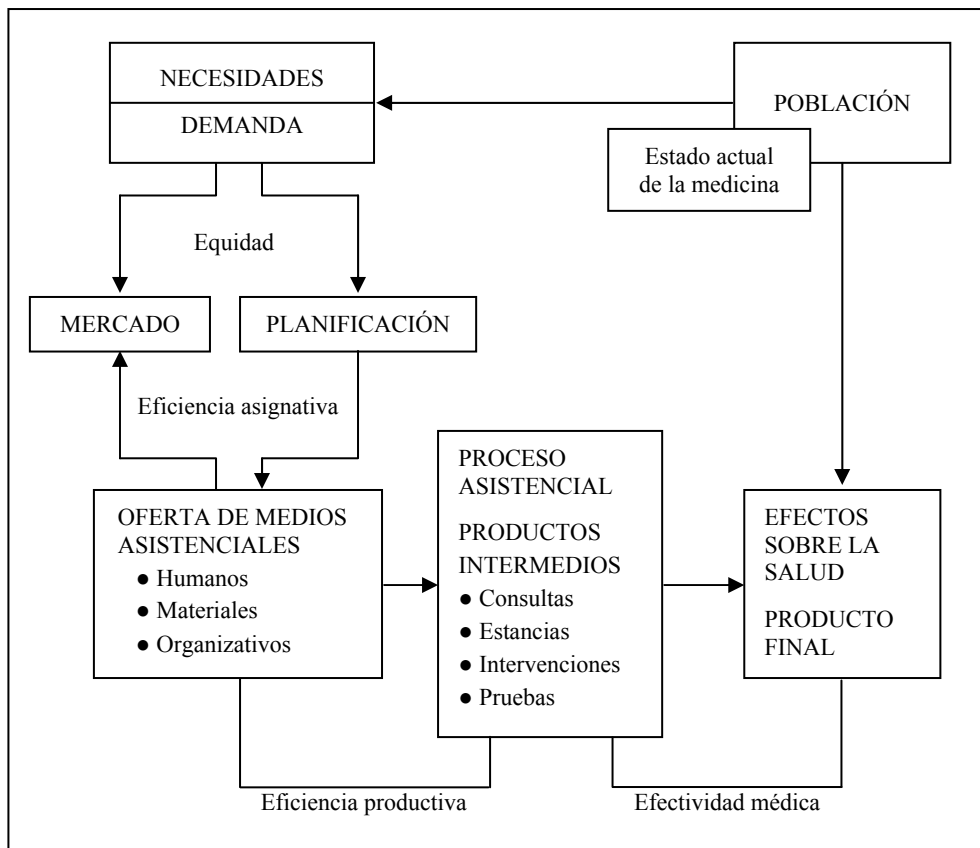 NECESIDADES
DEMANDA
POBLACIÓN
Estado actual
de la medicina
Equidad
MERCADO
PLANIFICACIÓN
Eficiencia asignativa
OFERTA DE MEDIOS
ASISTENCIALES
● Humanos
● Materiales
● Organizativos
PROCESO
ASISTENCIAL
PRODUCTOS
INTERMEDIOS
● Consultas
● Estancias
● Intervenciones
● Pruebas
EFECTOS
SOBRE LA
SALUD
PRODUCTO
FINAL
Eficiencia productiva
Efectividad médica